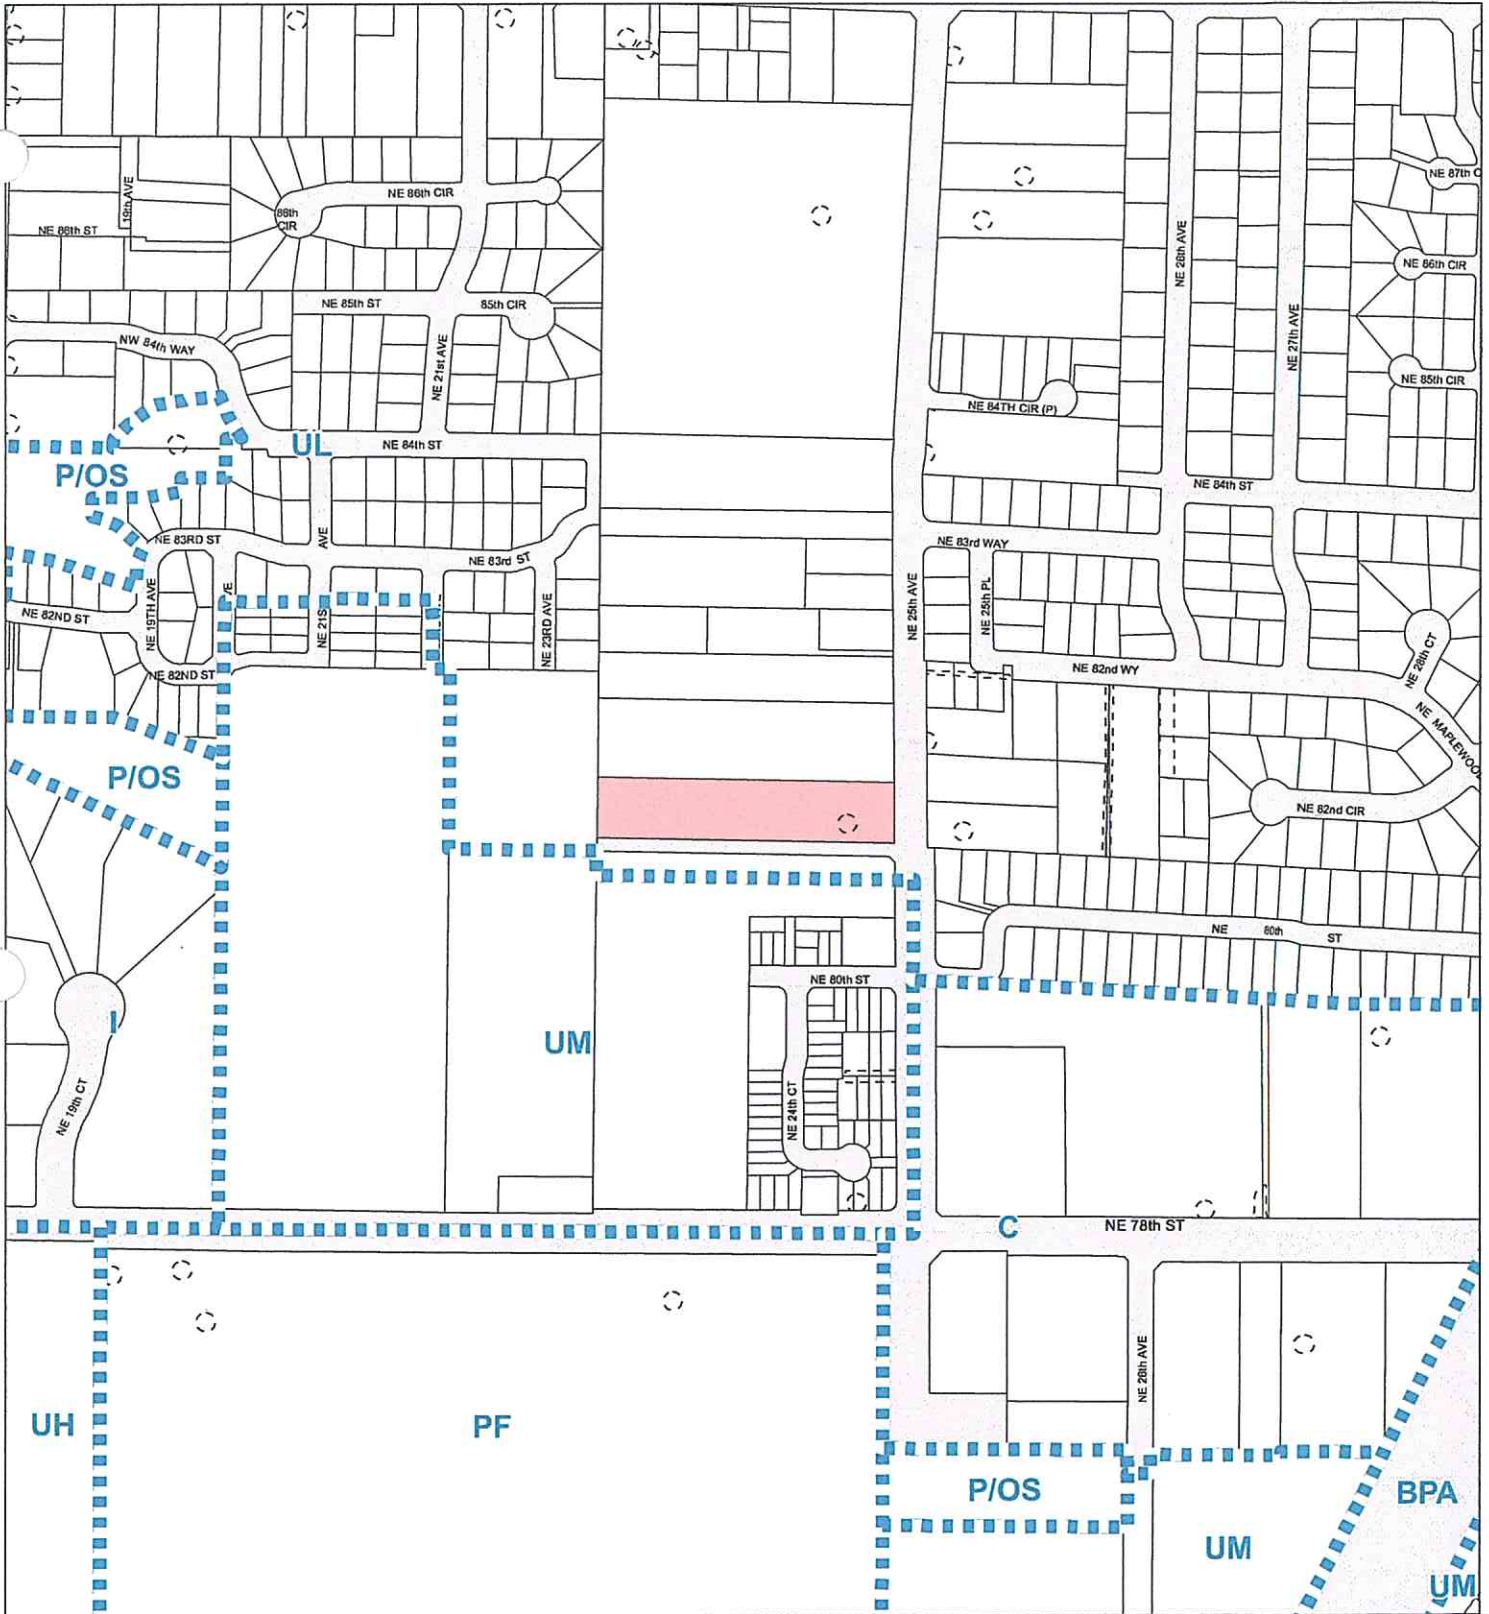 NE 87th C
19th AVE
NE 86th CIR
86th
CIR
NE 86th ST
NE 26th AVE
NE 86th CIR
NE 85th ST
85th CIR
NE 27th AVE
NW 84th WAY
NE 21st AVE
NE 85th CIR
NE 84TH CIR (P)
UL
NE 84th ST
P/OS
NE 84th ST
NE 83RD ST
AVE
NE 83rd ST
NE 83rd WAY
NE 82ND ST
NE 19TH AVE
VE
NE 21S
NE 23RD AVE
NE 25th AVE
NE 25th PL
NE 28th CT
NE 82ND ST
NE 82nd WY
NE MAPLEWOO
P/OS
NE 82nd CIR
NE 80th ST
NE 80th ST
I
UM
NE 19th CT
NE 24th CT
C
NE 78th ST
NE 26th AVE
UH
PF
P/OS
BPA
UM
UM